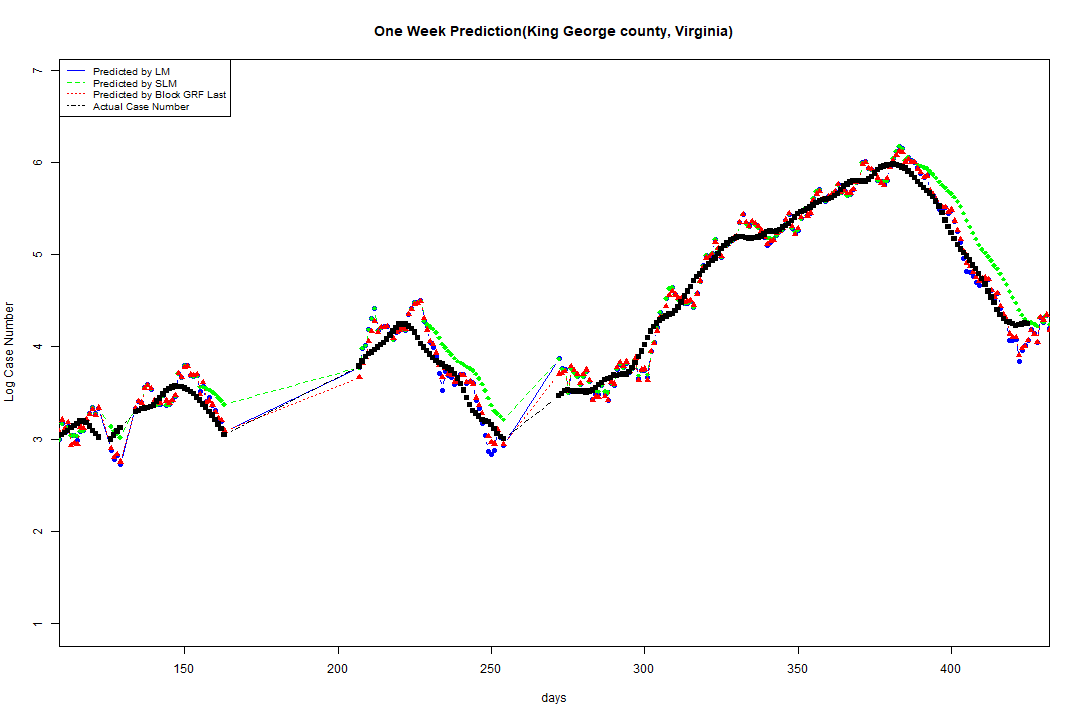 One Week Prediction(King George county, Virginia)
Predicted by LM
Predicted by SLM
Predicted by Block GRF Last
Actual Case Number
7
6
5
4
3
2
1
Log Case Number
150 200 250 300 350 400
days